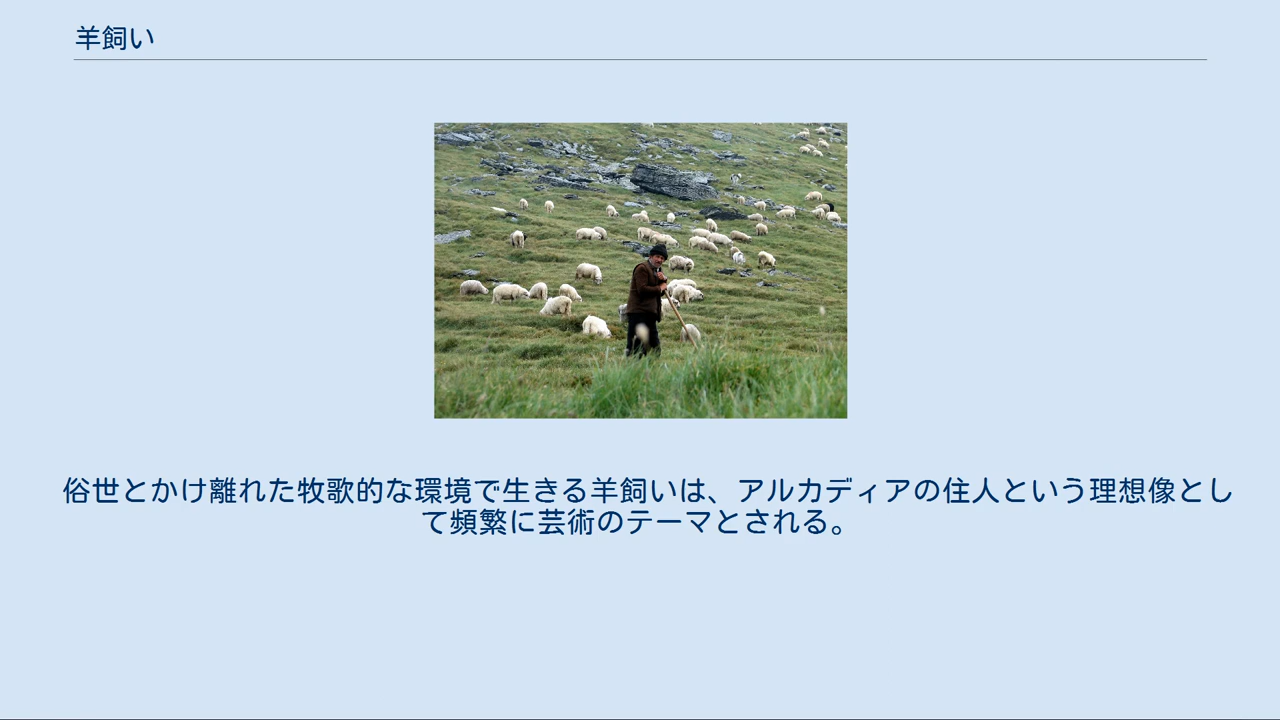 羊飼い
俗世とかけ離れた牧歌的な環境で生きる羊飼いは、アルカディアの住人という理想像とし
て頻繁に芸術のテーマとされる。